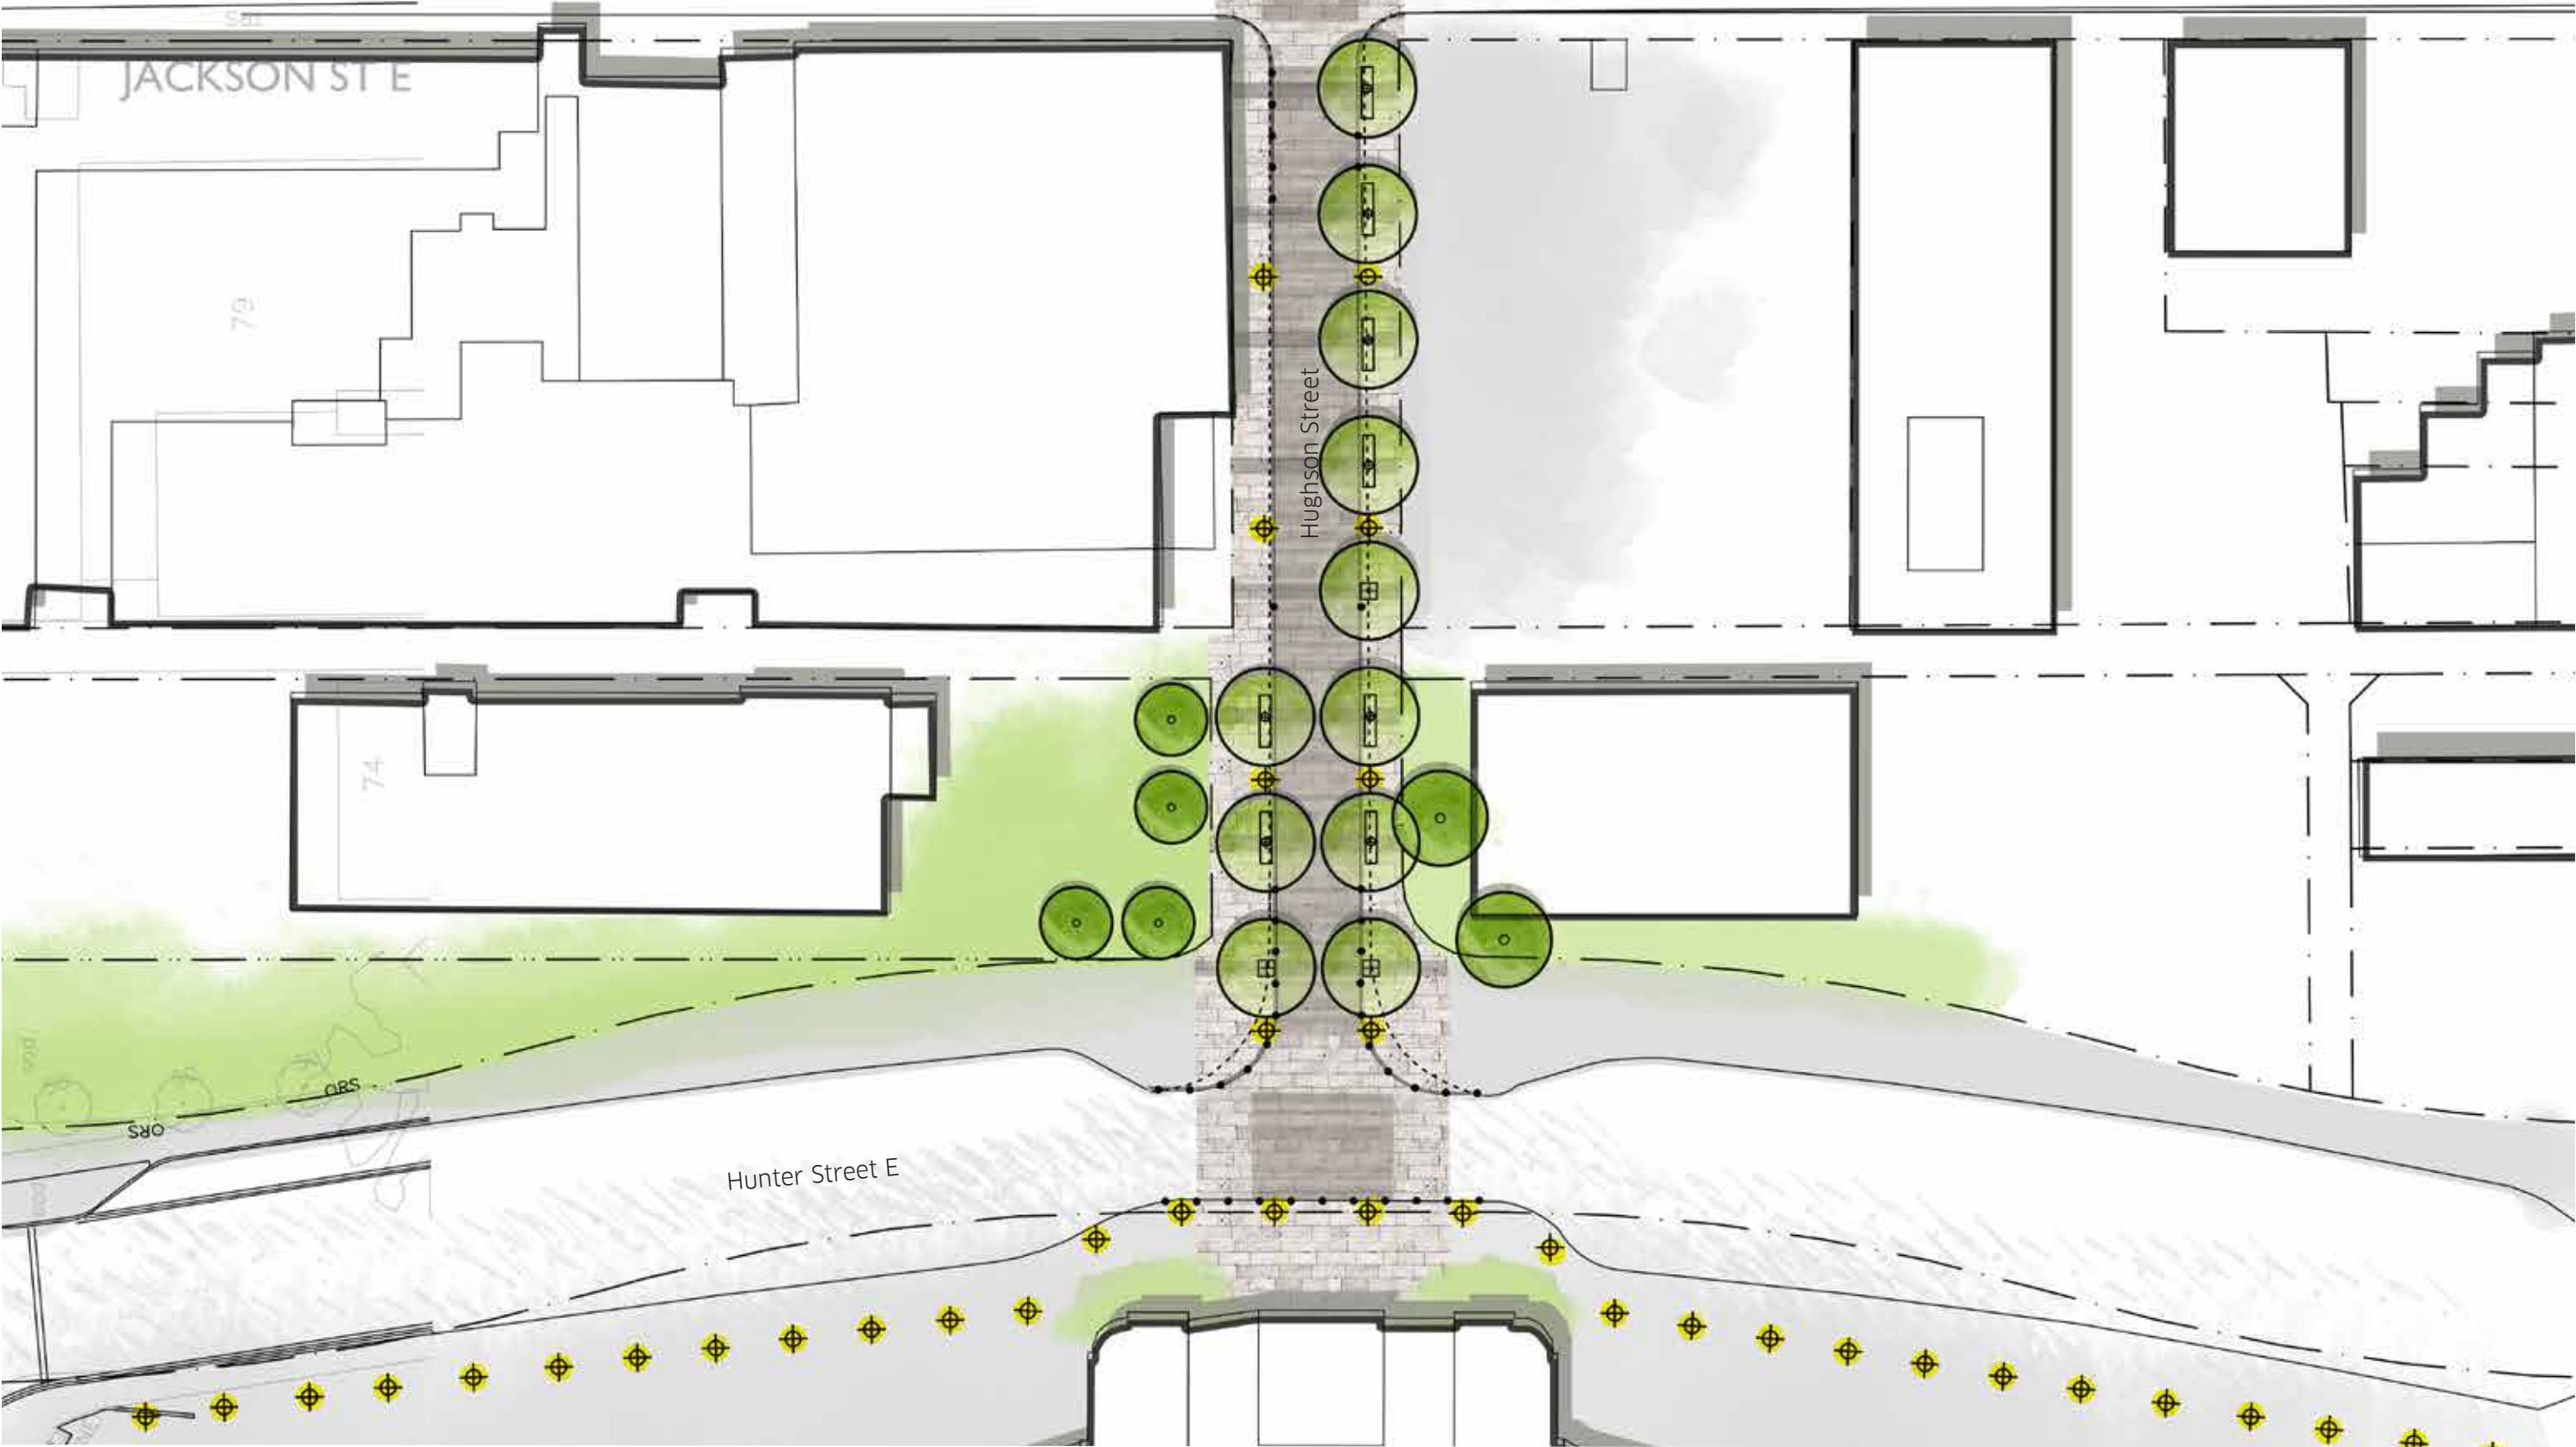 JACKSON ST E
79
Hughson Street
74
ORS
ORS
Hunter Street E